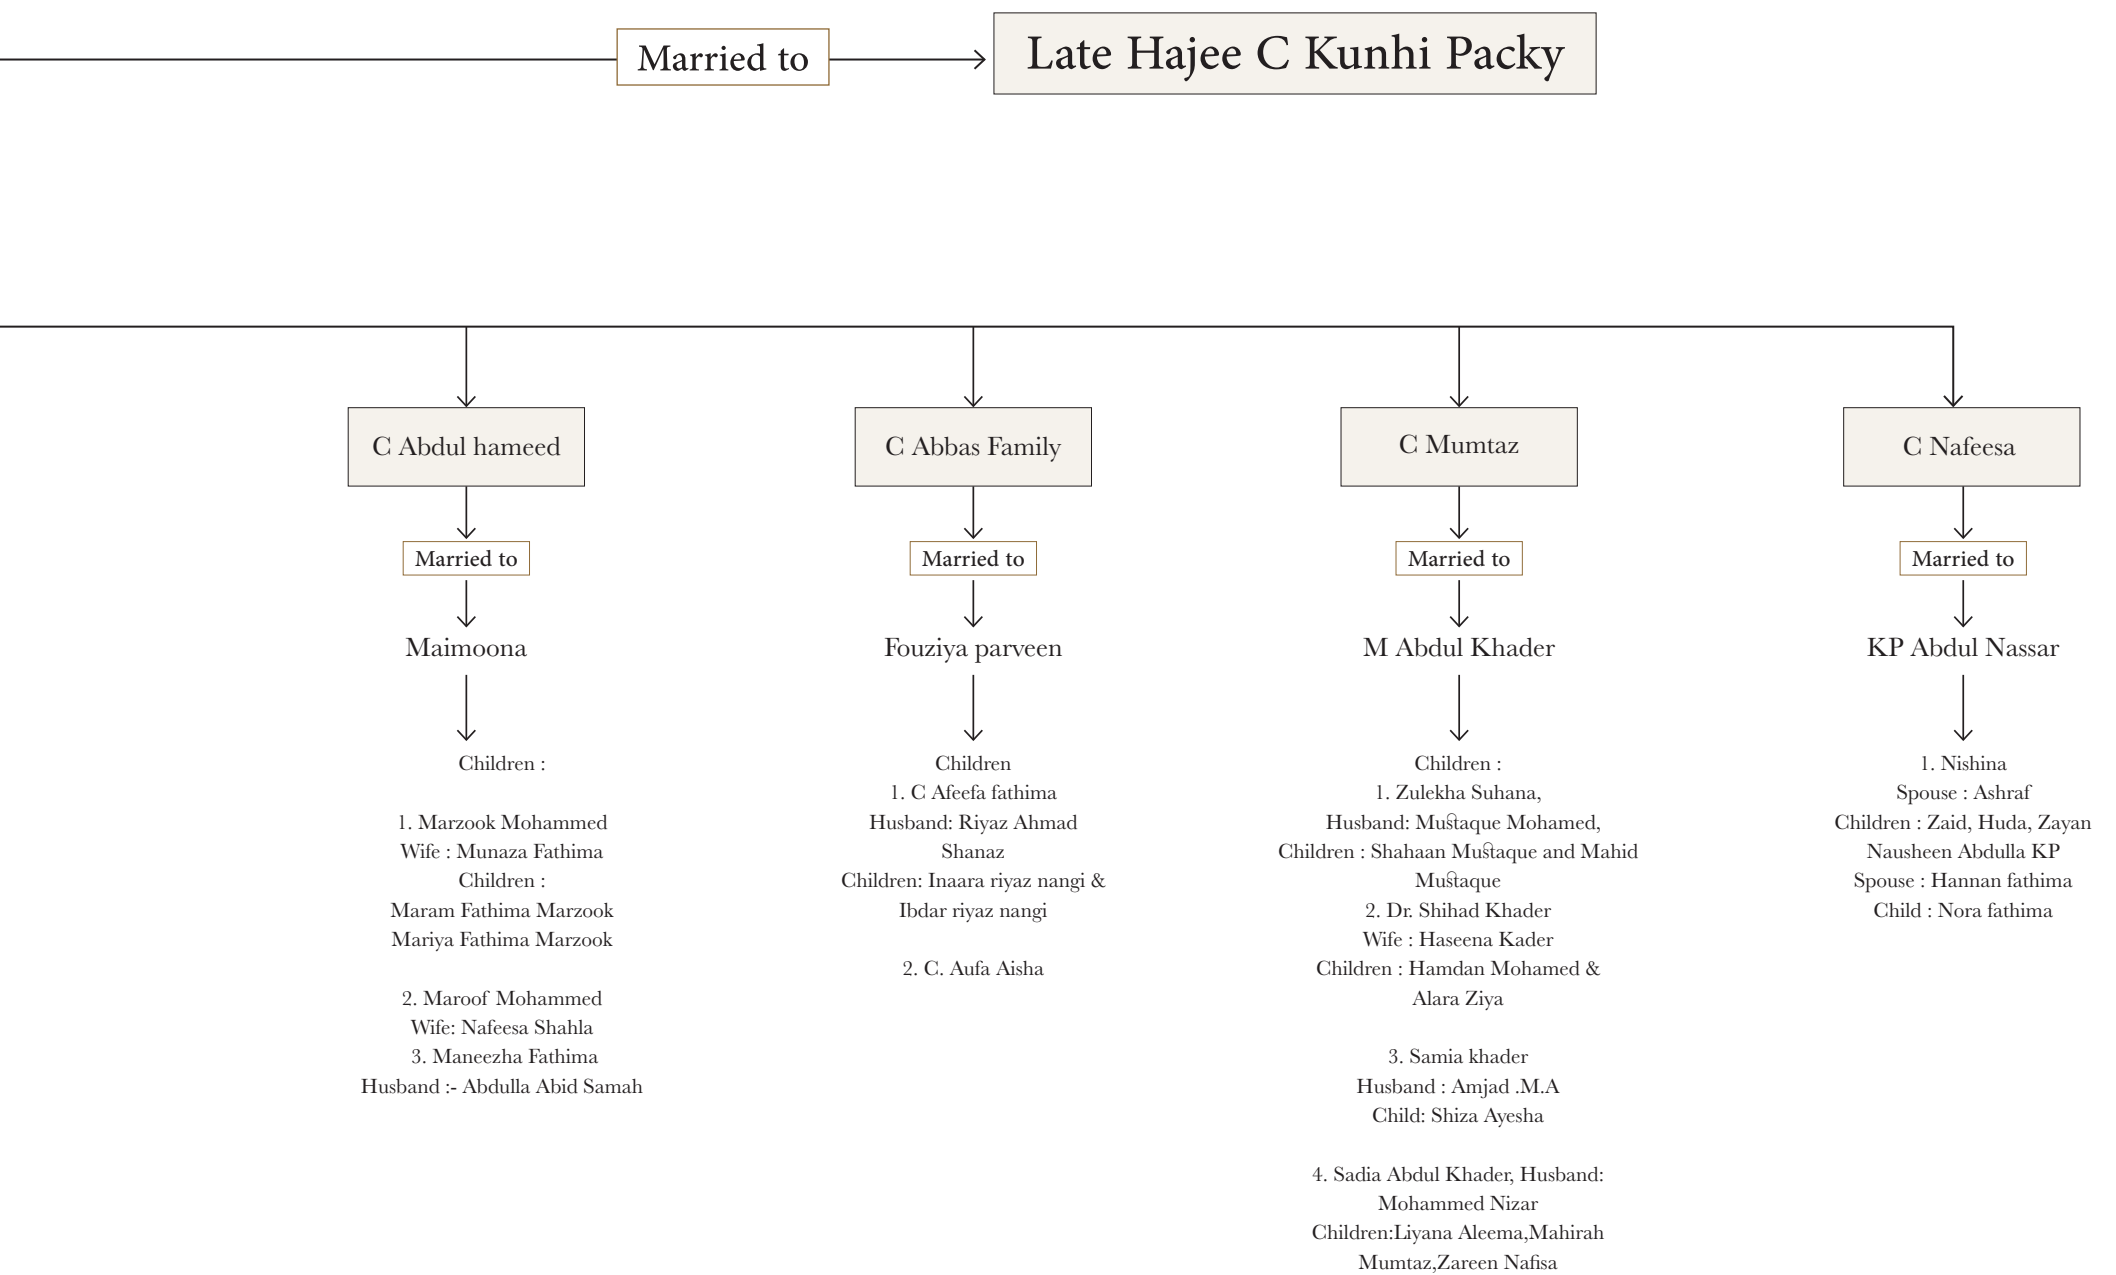 Married to
Late Hajee C Kunhi Packy
C Abdul hameed
Married to
Maimoona
Children :
1. Marzook Mohammed
Wife : Munaza Fathima
Children :
Maram Fathima Marzook
Mariya Fathima Marzook
2. Maroof Mohammed
Wife: Nafeesa Shahla
3. Maneezha Fathima
Husband :- Abdulla Abid Samah
C Abbas Family
Married to
Fouziya parveen
Children
1. C Afeefa fathima
Husband: Riyaz Ahmad
Shanaz
Children: Inaara riyaz nangi &
Ibdar riyaz nangi
2. C. Aufa Aisha
C Mumtaz
Married to
M Abdul Khader
Children :
1. Zulekha Suhana,
Husband: Mustaque Mohamed,
Children : Shahaan Mustaque and Mahid
Mustaque
2. Dr. Shihad Khader
Wife : Haseena Kader
Children : Hamdan Mohamed &
Alara Ziya
3. Samia khader
Husband : Amjad .M.A
Child: Shiza Ayesha
4. Sadia Abdul Khader, Husband:
Mohammed Nizar
Children:Liyana Aleema,Mahirah
Mumtaz,Zareen Nafisa
C Nafeesa
Married to
KP Abdul Nassar
1. Nishina
Spouse : Ashraf
Children : Zaid, Huda, Zayan
Nausheen Abdulla KP
Spouse : Hannan fathima
Child : Nora fathima